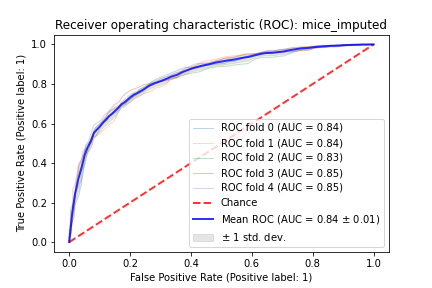 Receiver operating characteristic (ROC): mice_imputed
True Positive Rate (Positive label: 1)
1.0
0.8
0.6
0.4
0.2
0.0
ROC fold 0 (AUC = 0.84)
ROC fold 1 (AUC = 0.84)
ROC fold 2 (AUC = 0.83)
ROC fold 3 (AUC = 0.85)
ROC fold 4 (AUC = 0.85)
Chance
Mean ROC (AUC = 0.84 ± 0.01)
± 1 std. dev.
0.0 0.2 0.4 0.6 0.8 1.0
False Positive Rate (Positive label: 1)